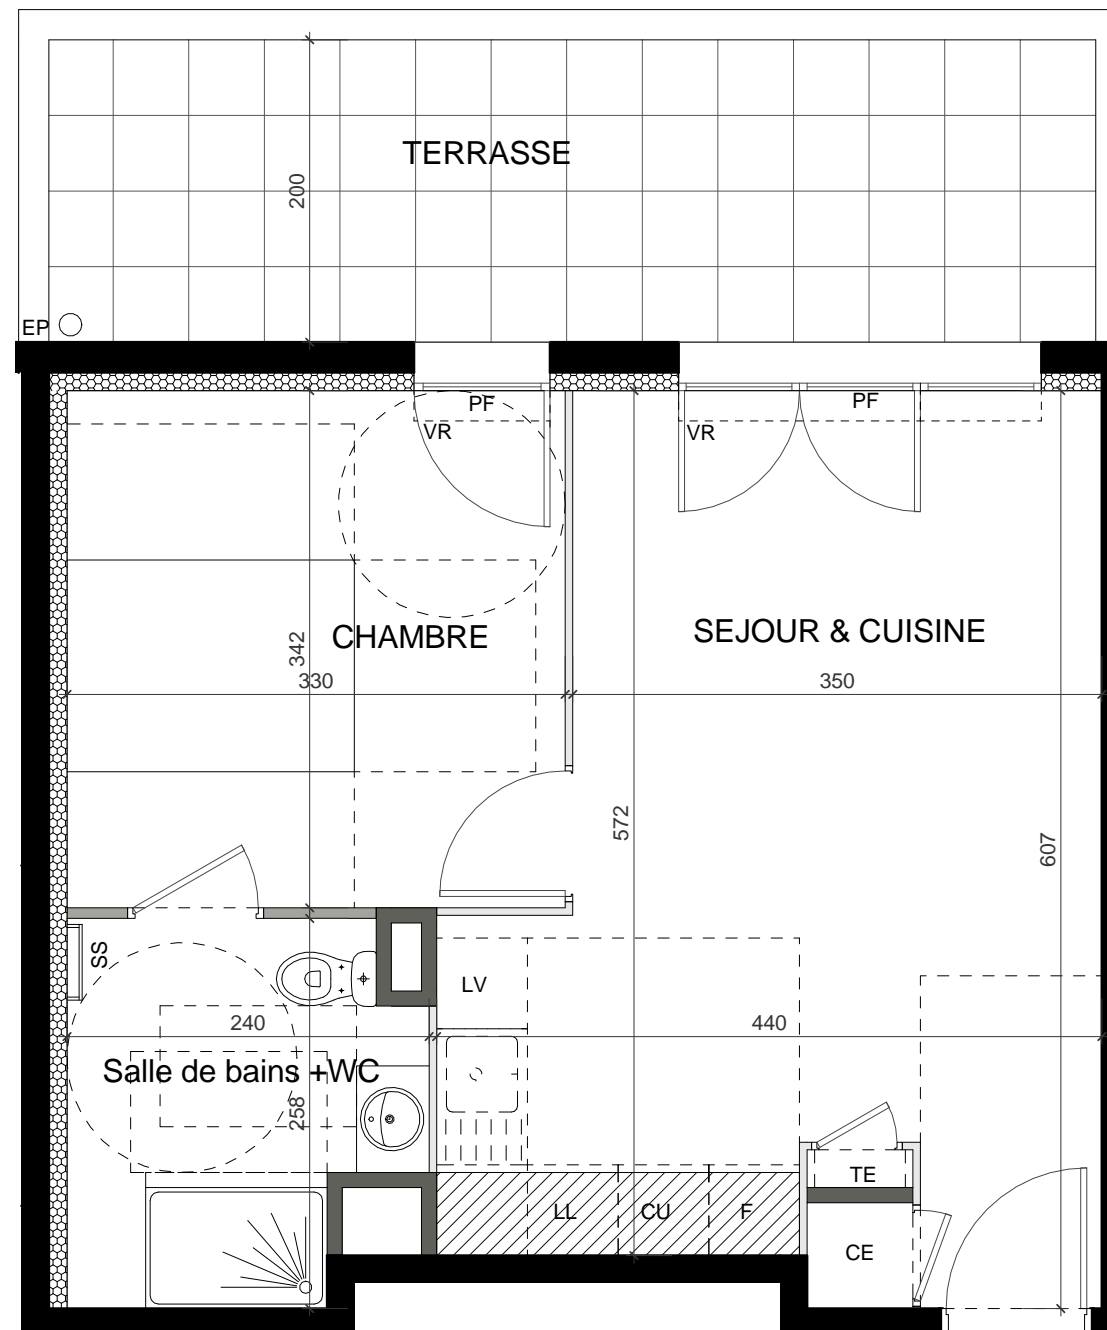 TERRASSE
200
EP
PF
VR
PF
VR
CHAMBRE
SEJOUR & CUISINE
342
330
350
572
607
SS
LV
240
440
Salle de bains +WC
258
TE
LL
CU
F
CE